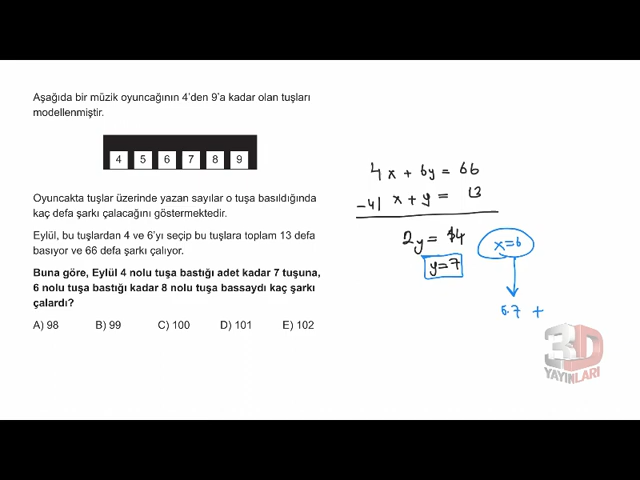 Aşağıda bir müzik oyuncağının 4'den 9'a kadar olan tuşları
modellenmiştir.
4 5 6 7 8 9
Oyuncakta tuşlar üzerinde yazan sayılar o tuşa basıldığında
kaç defa şarkı çalacağını göstermektedir.
Eylül, bu tuşlardan 4 ve 6'yı seçip bu tuşlara toplam 13 defa
basıyor ve 66 defa şarkı çalıyor.
Buna göre, Eylül 4 nolu tuşa bastığı adet kadar 7 tuşuna,
6 nolu tuşa bastığı kadar 8 nolu tuşa bassaydı kaç şarkı
çalardı?
A) 98 B) 99 C) 100 D) 101 E) 102
4x + 6y = 66
-4/ x + y = 13
2y = 14
x=6
y=7
6.7 +
3D
YAYINLARI